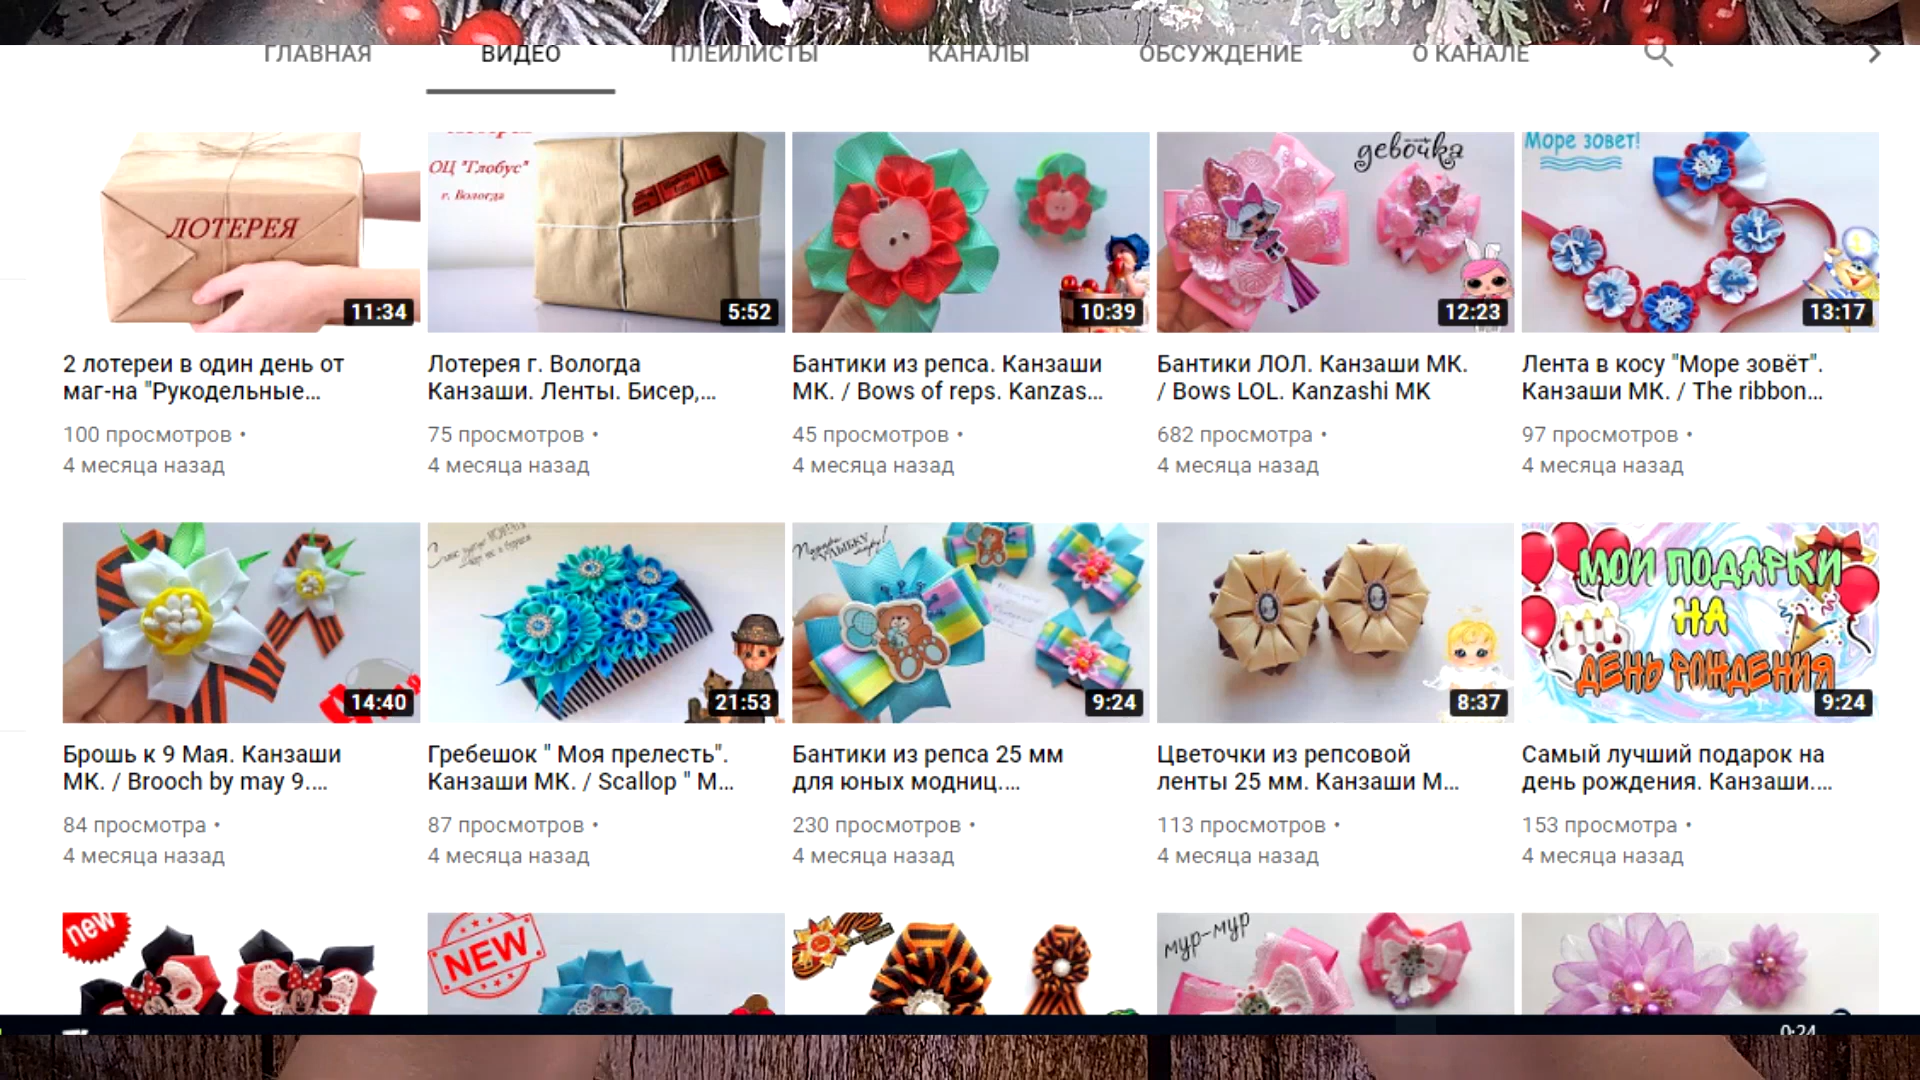 ГЛАВНАЯ ВИДЕО ПЛЕЙЛИСТЫ КАНАЛЫ ОБСУЖДЕНИЕ О КАНАЛЕ
ЛОТЕРЕЯ
11:34
ОЦ "Глобус"
г. Вологда
5:52
10:39
девочка
12:23
Море зовет!
13:17
2 лотереи в один день от
маг-на "Рукодельные...
100 просмотров •
4 месяца назад
Лотерея г. Вологда
Канзаши. Ленты. Бисер,...
75 просмотров •
4 месяца назад
Бантики из репса. Канзаши
МК. / Bows of reps. Kanzas...
45 просмотров •
4 месяца назад
Бантики ЛОЛ. Канзаши МК.
/ Bows LOL. Kanzashi MK
682 просмотра •
4 месяца назад
Лента в косу "Море зовёт".
Канзаши МК. / The ribbon...
97 просмотров •
4 месяца назад
14:40
21:53
УЛЫБКУ
9:24
8:37
МОИ ПОДАРКИ
НА
ДЕНЬ РОЖДЕНИЯ
9:24
Брошь к 9 Мая. Канзаши
МК. / Brooch by may 9....
84 просмотра •
4 месяца назад
Гребешок " Моя прелесть".
Канзаши МК. / Scallop " M...
87 просмотров •
4 месяца назад
Бантики из репса 25 мм
для юных модниц....
230 просмотров •
4 месяца назад
Цветочки из репсовой
ленты 25 мм. Канзаши М...
113 просмотров •
4 месяца назад
Самый лучший подарок на
день рождения. Канзаши....
153 просмотра •
4 месяца назад
new
NEW
мур-мур
0:24